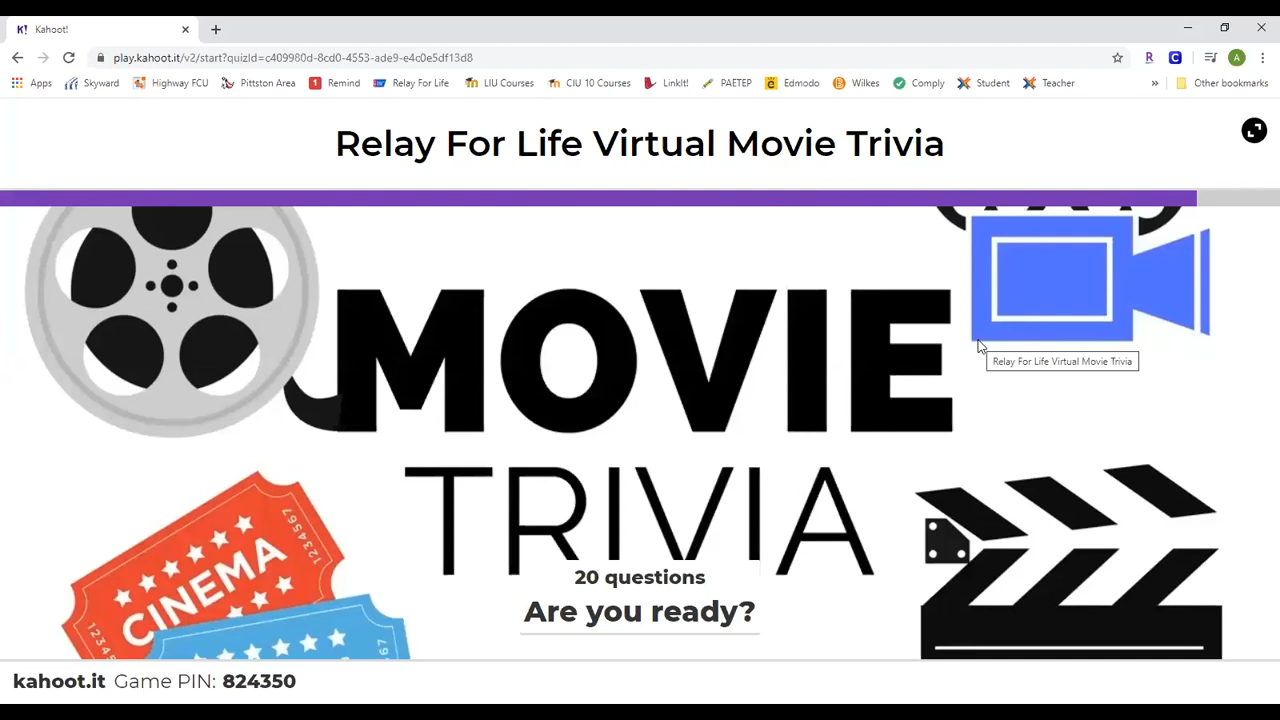 Kahoot!
play.kahoot.it/v2/start?quizId=c409980d-8cd0-4553-ade9-e4c0e5df13d8
Apps Skyward Highway FCU Pittston Area Remind Relay For Life LIU Courses CIU 10 Courses LinkIt! PAETEP Edmodo Wilkes Comply Student Teacher » Other bookmarks
Relay For Life Virtual Movie Trivia
MOVIE
Relay For Life Virtual Movie Trivia
TRIVIA
1234567
CINEMA
12345
67
20 questions
Are you ready?
kahoot.it Game PIN: 824350